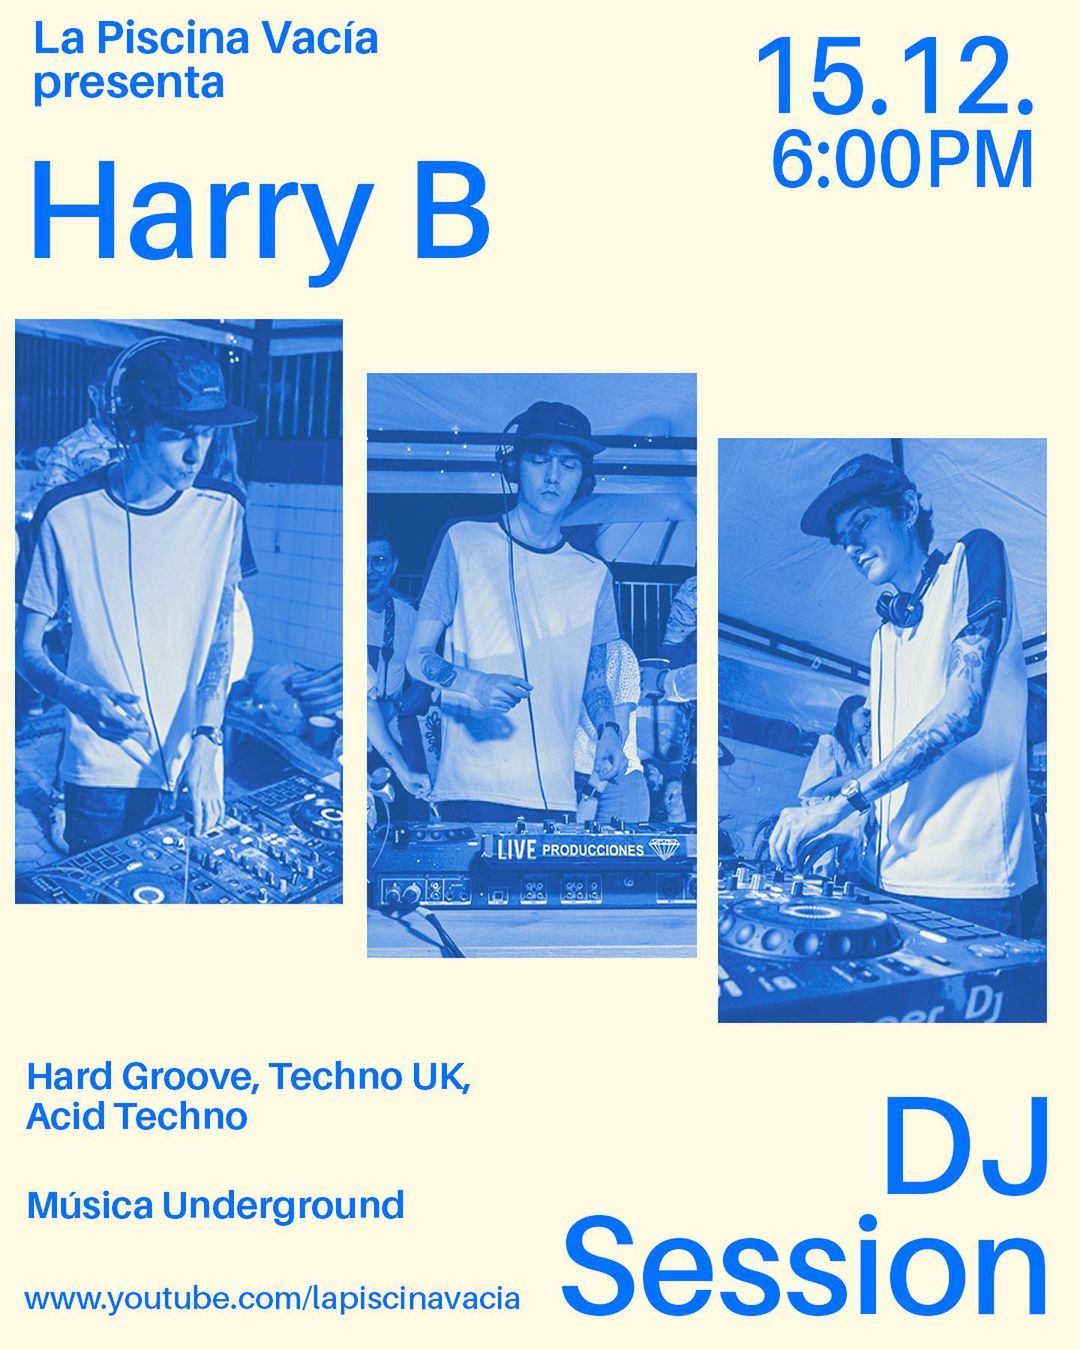 La Piscina Vacía
presenta
15.12.
6:00PM
Harry B
LIVE PRODUCCIONES
Dj
Hard Groove, Techno UK,
Acid Techno
Música Underground
www.youtube.com/lapiscinavacia
DJ
Session